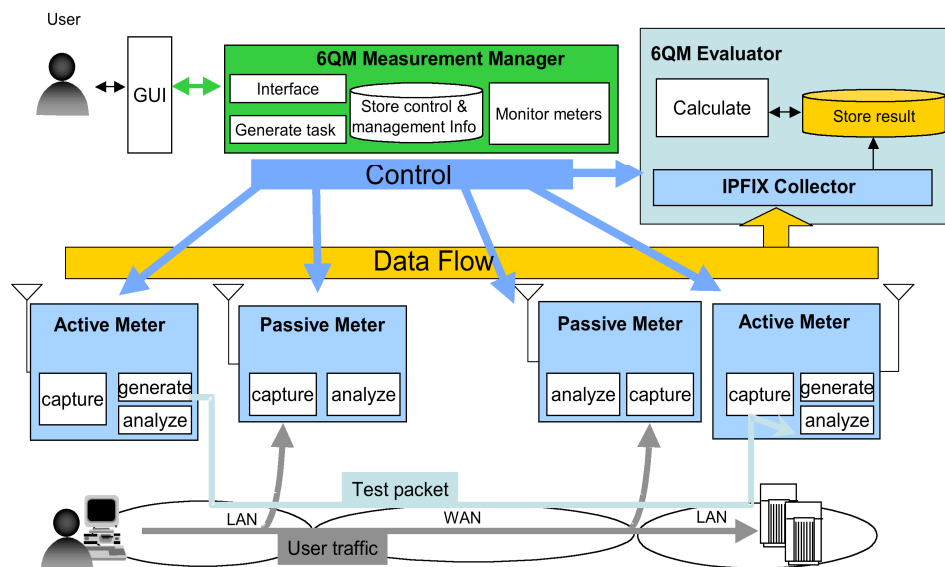 User
GUI
6QM Measurement Manager
Interface
Generate task
Store control &
management Info
Monitor meters
6QM Evaluator
Calculate
Store result
IPFIX Collector
Control
Data Flow
Active Meter
capture
generate
analyze
Passive Meter
capture
analyze
Passive Meter
analyze
capture
Active Meter
capture
generate
analyze
Test packet
LAN
WAN
LAN
User traffic